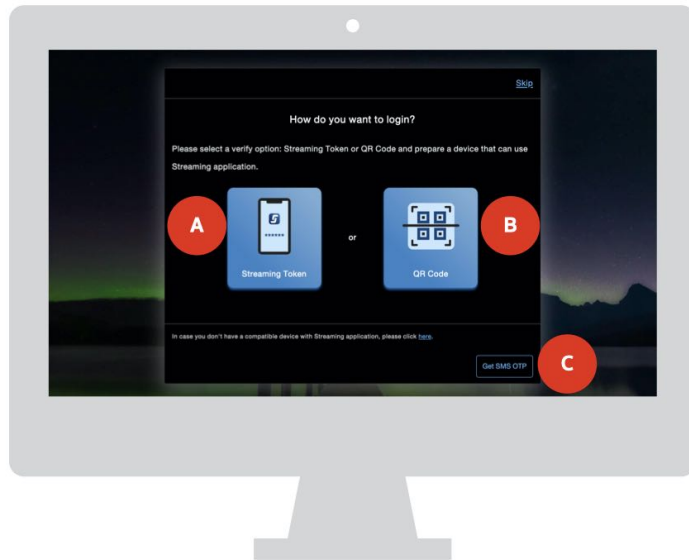 Skip
How do you want to login?
Please select a verify option: Streaming Token or QR Code and prepare a device that can use
Streaming application.
A
Streaming Token
or
B
QR Code
In case you don't have a compatible device with Streaming application, please click here.
Get SMS OTP
C